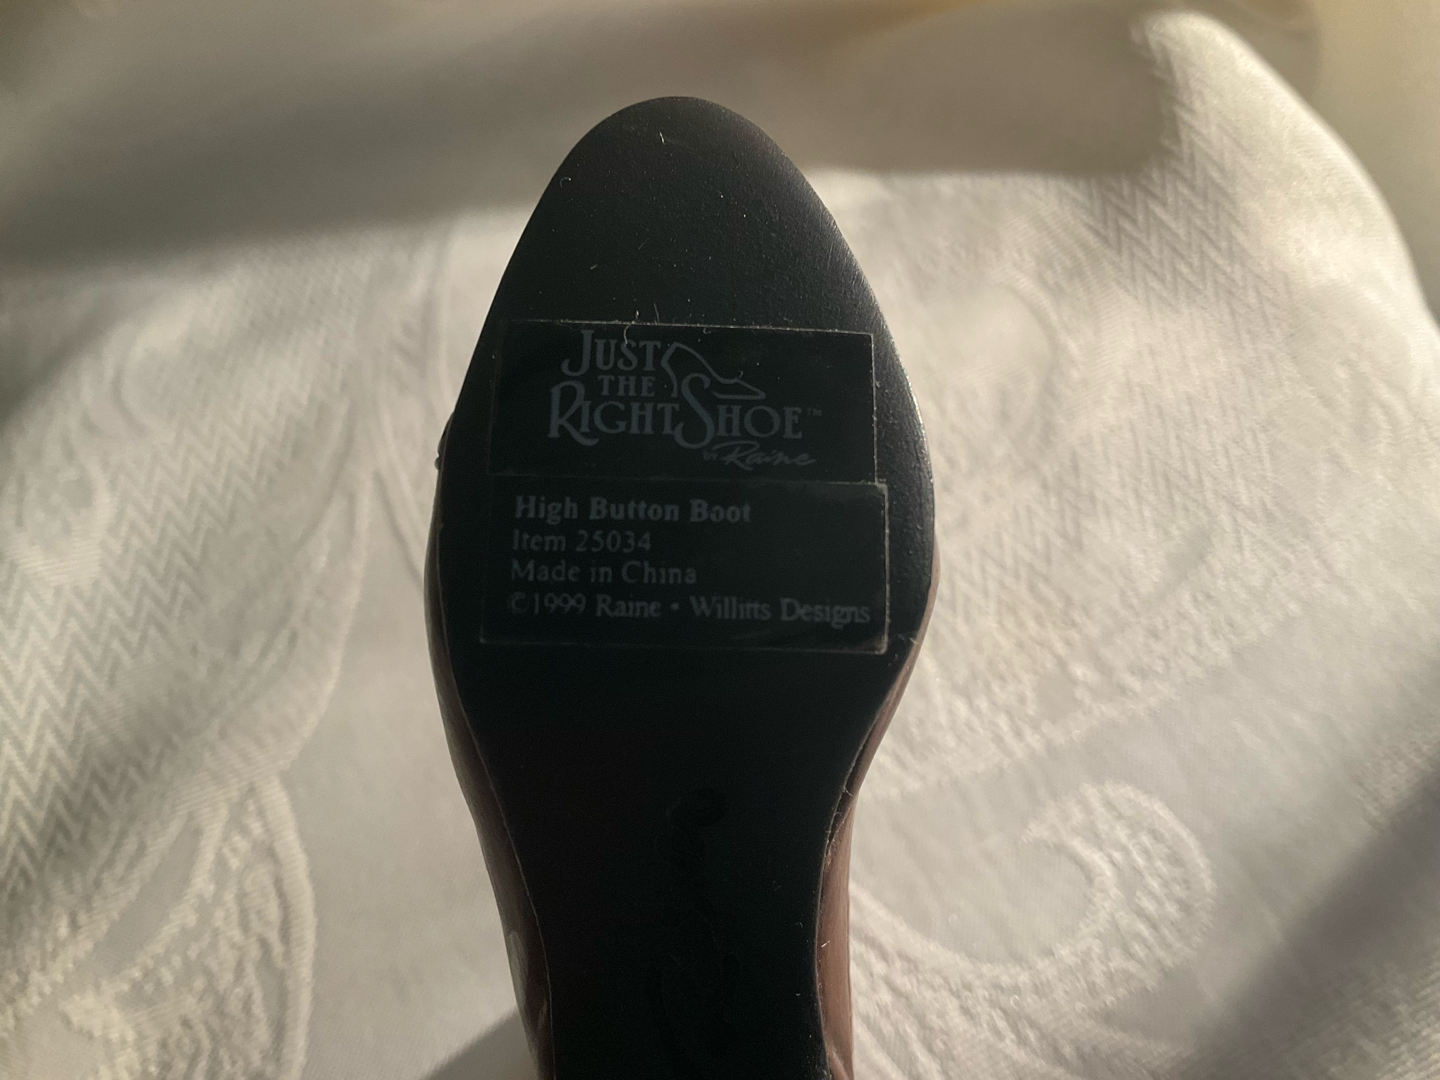 JUST
THE
RIGHT SHOE™
BY Raine
High Button Boot
Item 25034
Made in China
©1999 Raine • Willitts Designs